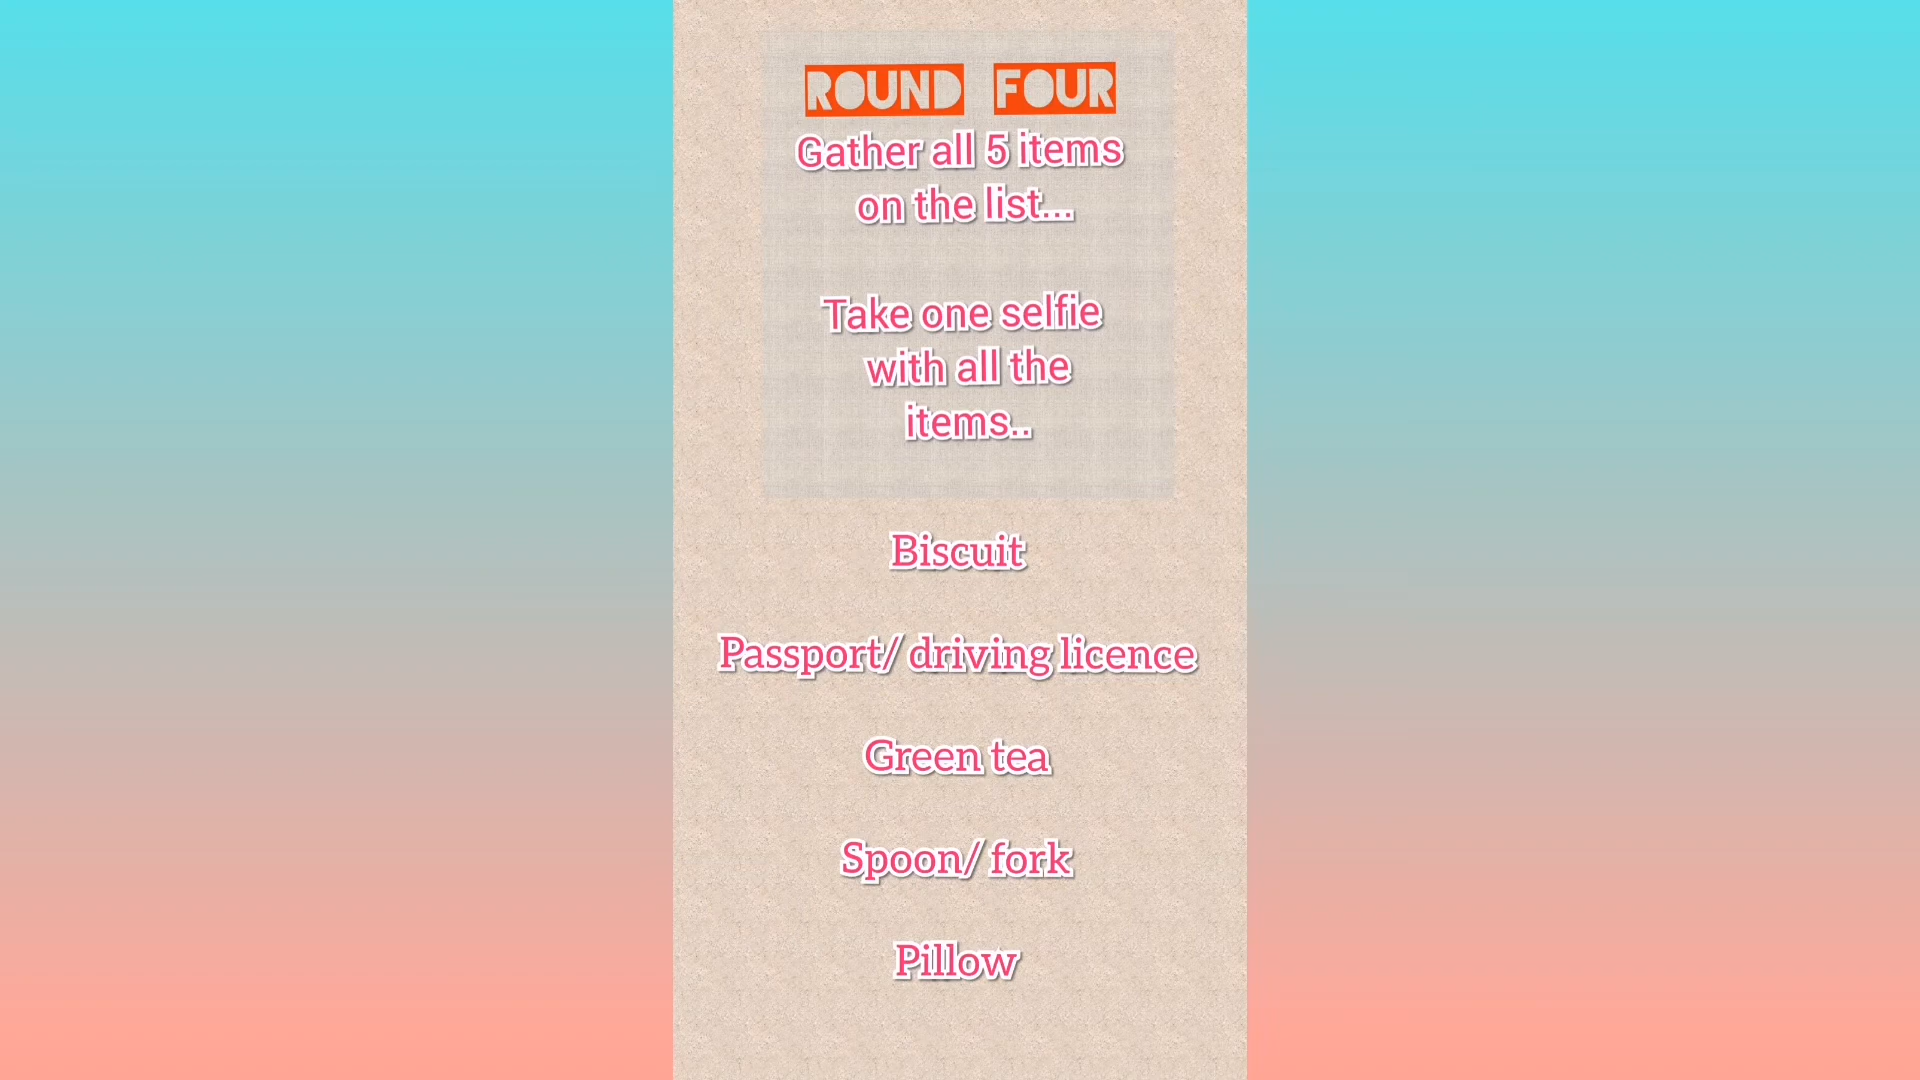 ROUND FOUR
Gather all 5 items
on the list...
Take one selfie
with all the
items..
Biscuit
Passport/ driving licence
Green tea
Spoon/ fork
Pillow